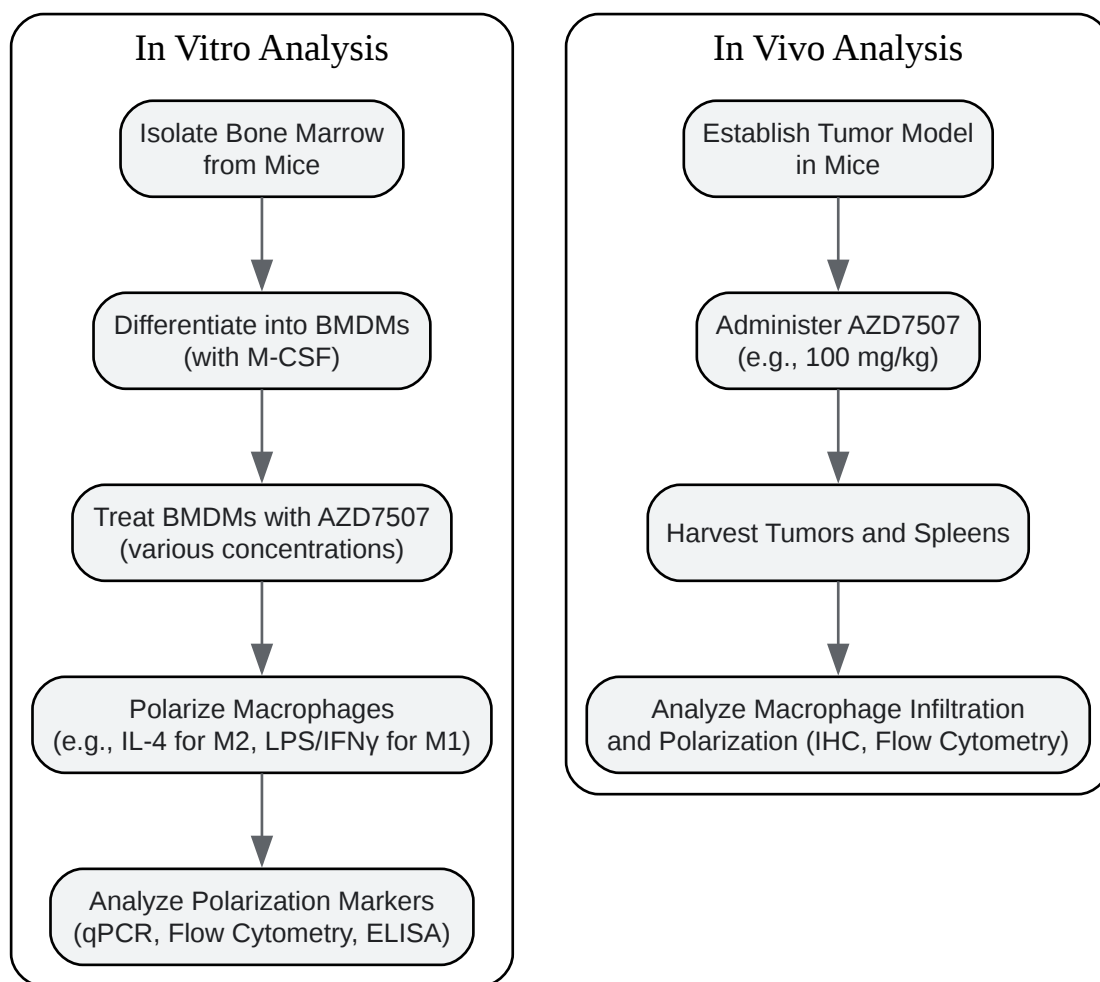 In Vitro Analysis
Isolate Bone Marrow
from Mice
Differentiate into BMDMs
(with M-CSF)
Treat BMDMs with AZD7507
(various concentrations)
Polarize Macrophages
(e.g., IL-4 for M2, LPS/IFNγ for M1)
Analyze Polarization Markers
(qPCR, Flow Cytometry, ELISA)
In Vivo Analysis
Establish Tumor Model
in Mice
Administer AZD7507
(e.g., 100 mg/kg)
Harvest Tumors and Spleens
Analyze Macrophage Infiltration
and Polarization (IHC, Flow Cytometry)